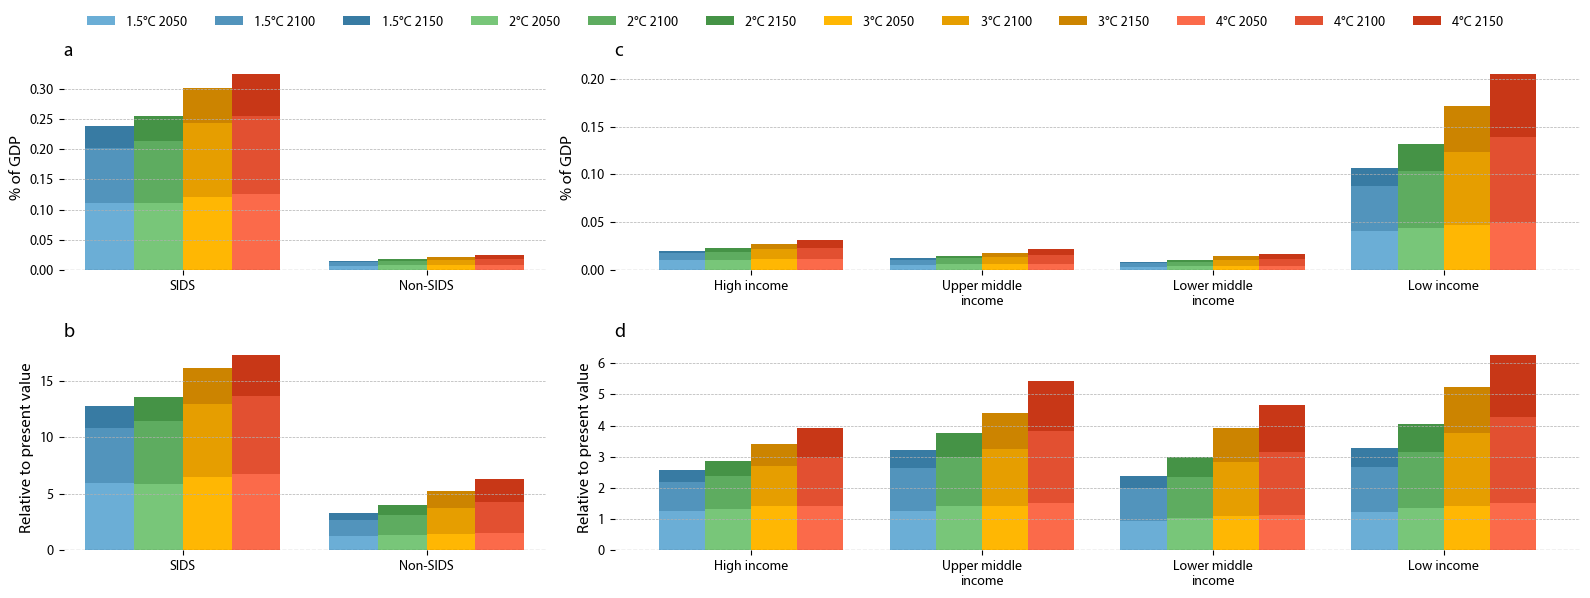 1.5°C 2050 1.5°C 2100 1.5°C 2150 2°C 2050 2°C 2100 2°C 2150 3°C 2050 3°C 2100 3°C 2150 4°C 2050 4°C 2100 4°C 2150
a
% of GDP
0.30
0.25
0.20
0.15
0.10
0.05
0.00
SIDS Non-SIDS
c
% of GDP
0.20
0.15
0.10
0.05
0.00
High income Upper middle Lower middle Low income
income income
b
Relative to present value
15
10
5
0
SIDS Non-SIDS
d
Relative to present value
6
5
4
3
2
1
0
High income Upper middle Lower middle Low income
income income